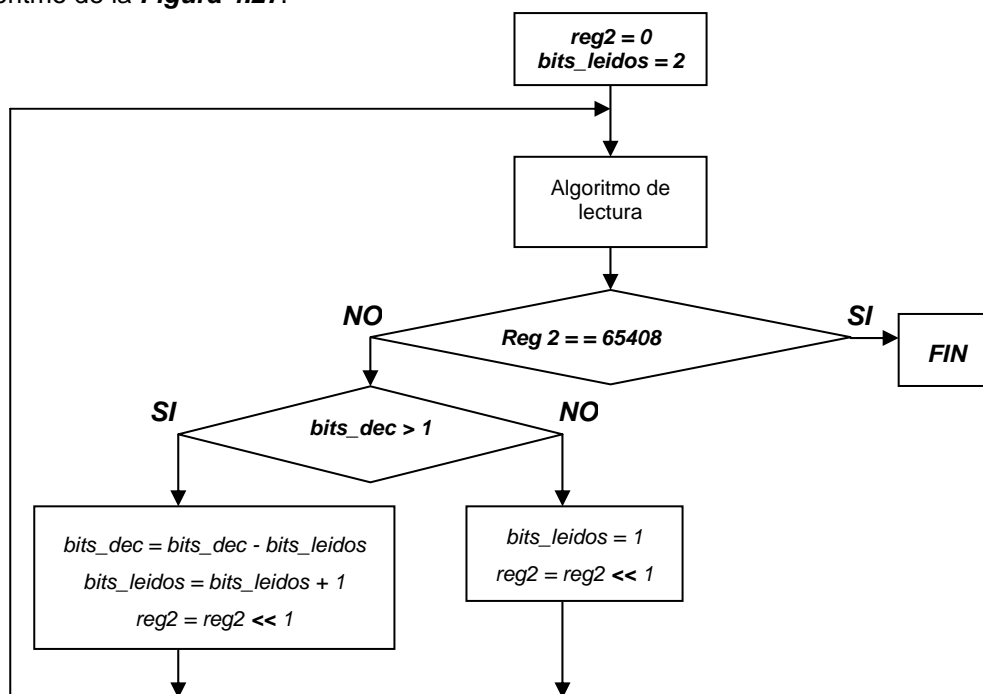 de la Figura 4.27.
reg2 = 0
bits_leidos = 2
Algoritmo de
lectura
NO
SI
Reg 2 = = 65408
FIN
SI
NO
bits_dec > 1
bits_dec = bits_dec - bits_leidos
bits_leidos = bits_leidos + 1
reg2 = reg2 << 1
bits_leidos = 1
reg2 = reg2 << 1